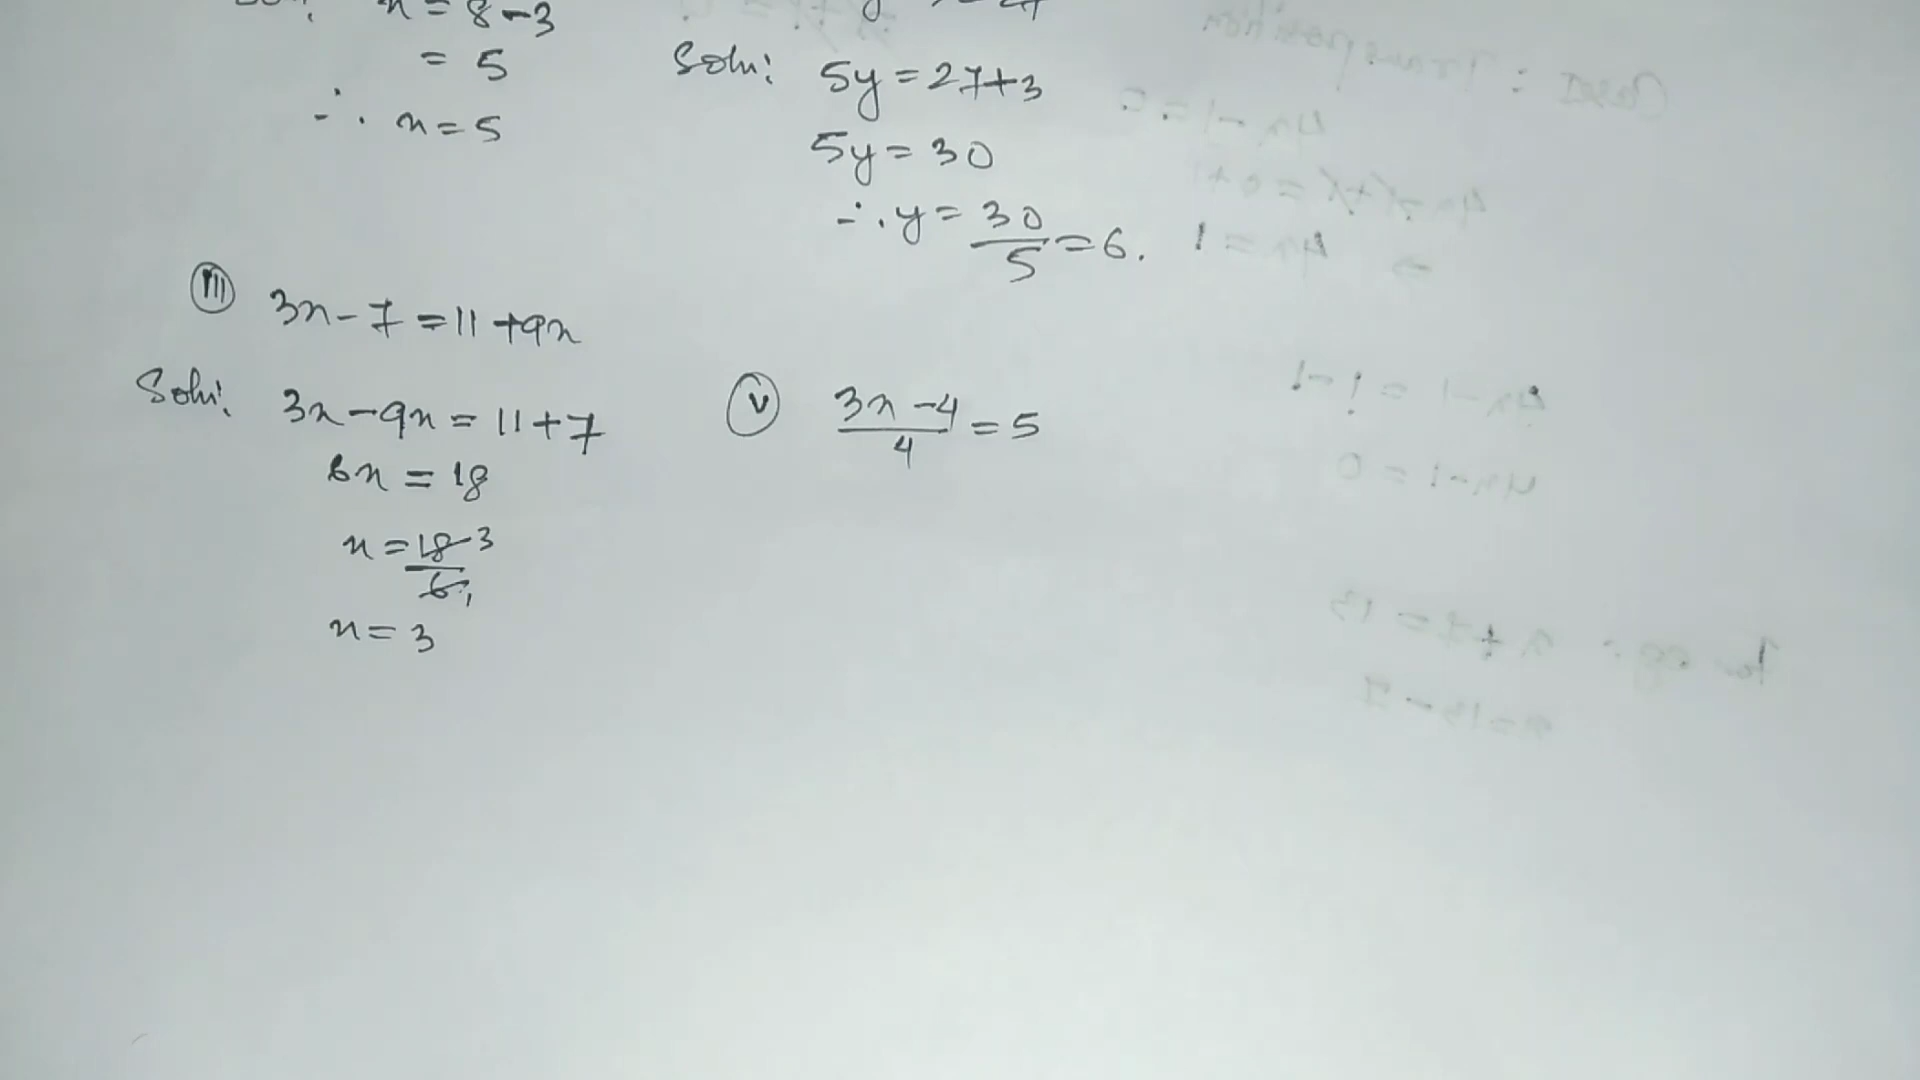 x = 8-3
= 5
∴ x = 5
Soln: 5y = 27+3
5y = 30
∴ y = 30/5 = 6.
(iii) 3x - 7 = 11 + 9x
Soln: 3x - 9x = 11 + 7
6x = 18
x = 18/6 3 1
x = 3
(v) (3x - 4)/4 = 5